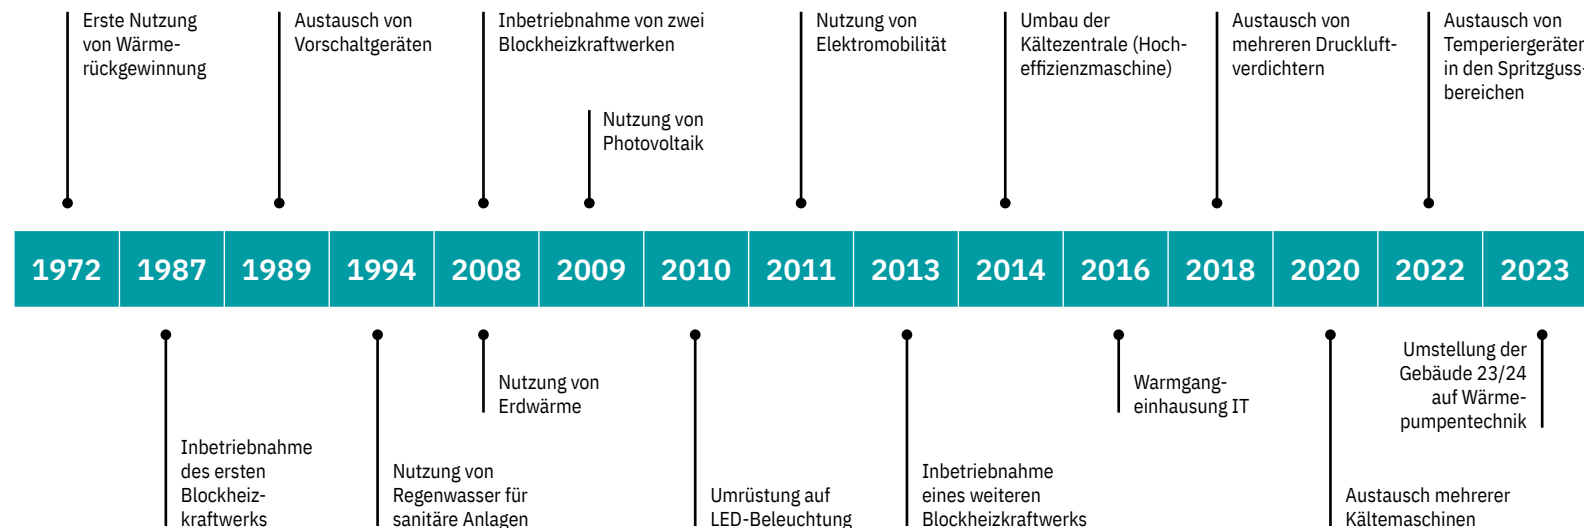 Erste Nutzung
von Wärme-
rückgewinnung
Austausch von
Vorschaltgeräten
Inbetriebnahme von zwei
Blockheizkraftwerken
Nutzung von
Photovoltaik
Nutzung von
Elektromobilität
Umbau der
Kältezentrale (Hoch-
effizienzmaschine)
Austausch von
mehreren Druckluft-
verdichtern
Austausch von
Temperiergeräten
in den Spritzguss-
bereichen
1972 1987 1989 1994 2008 2009 2010 2011 2013 2014 2016 2018 2020 2022 2023
Inbetriebnahme
des ersten
Blockheiz-
kraftwerks
Nutzung von
Regenwasser für
sanitäre Anlagen
Nutzung von
Erdwärme
Umrüstung auf
LED-Beleuchtung
Inbetriebnahme
eines weiteren
Blockheizkraftwerks
Warmgang-
einhausung IT
Austausch mehrerer
Kältemaschinen
Umstellung der
Gebäude 23/24
auf Wärme-
pumpentechnik